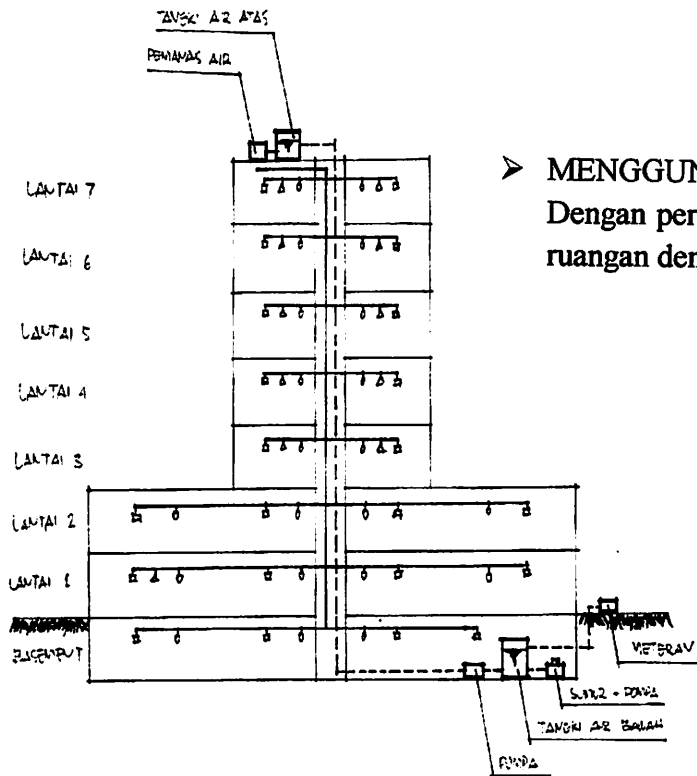 TANGKI AIR ATAS
PEMANAS AIR
➢ MENGGUN
Dengan per
ruangan den
LANTAI 7
LANTAI 6
LANTAI 5
LANTAI 4
LANTAI 3
LANTAI 2
LANTAI 1
BASEMENT
METERAN
SUMUR + POMPA
TANGKI AIR BAWAH
POMPA